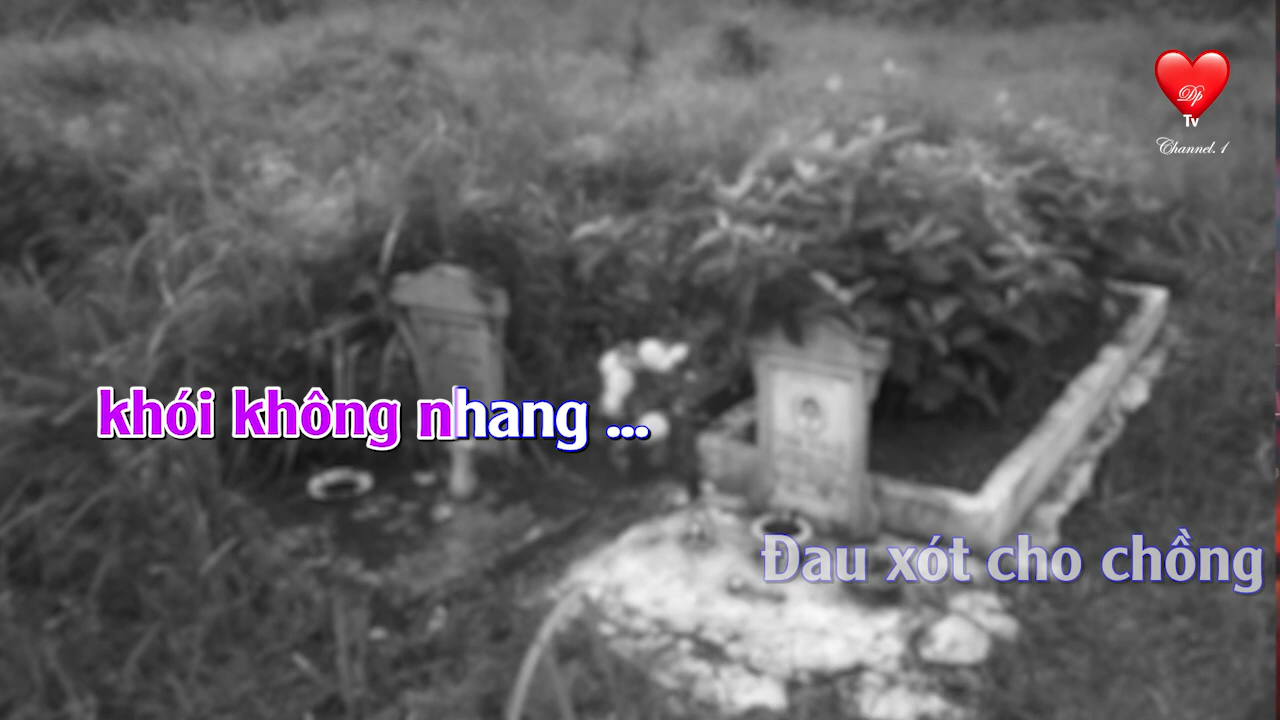 Dp
Tv
Channel. 1
khói không nhang ...
Đau xót cho chồng